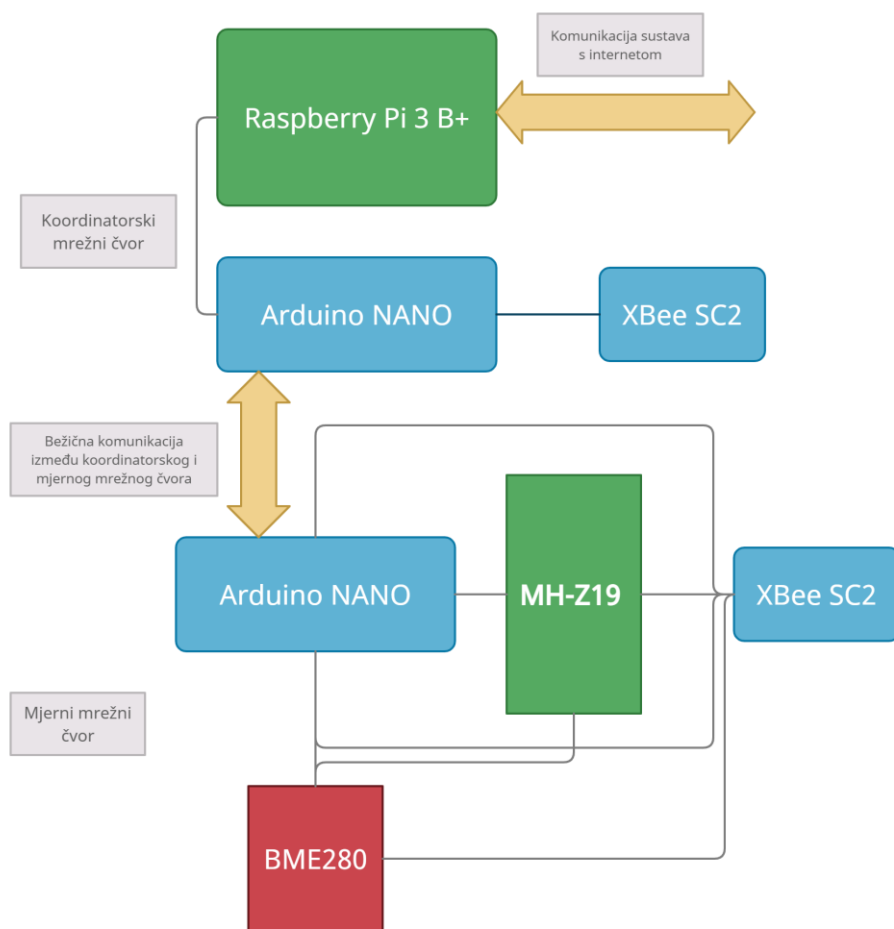 Komunikacija sustava
s internetom
Raspberry Pi 3 B+
Koordinatorski
mrežni čvor
Arduino NANO
XBee SC2
Bežična komunikacija
između koordinatorskog i
mjernog mrežnog čvora
Arduino NANO
MH-Z19
XBee SC2
Mjerni mrežni
čvor
BME280